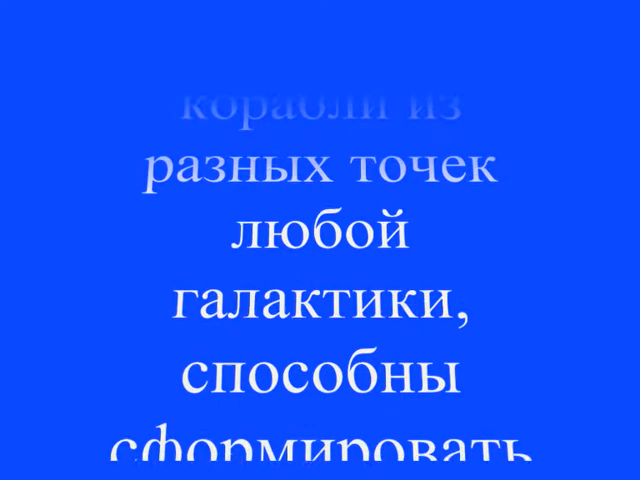 корабли из
разных точек
любой
галактики,
способны
сформировать